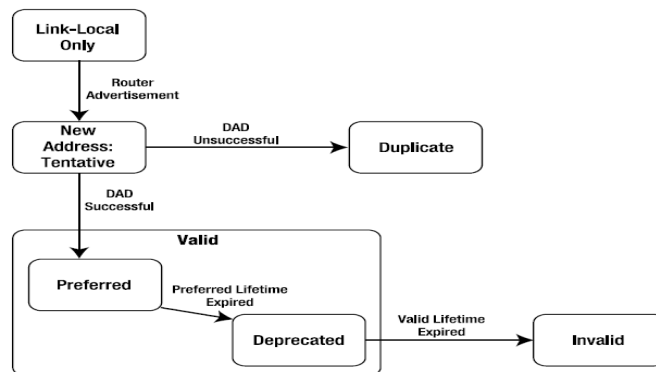 Link-Local
Only
Router
Advertisement
New
Address:
Tentative
DAD
Unsuccessful
Duplicate
DAD
Successful
Valid
Preferred
Preferred Lifetime
Expired
Deprecated
Valid Lifetime
Expired
Invalid